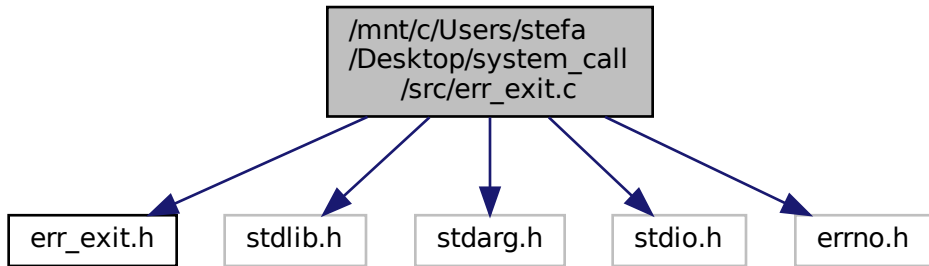 /mnt/c/Users/stefa
/Desktop/system_call
/src/err_exit.c
err_exit.h
stdlib.h
stdarg.h
stdio.h
errno.h